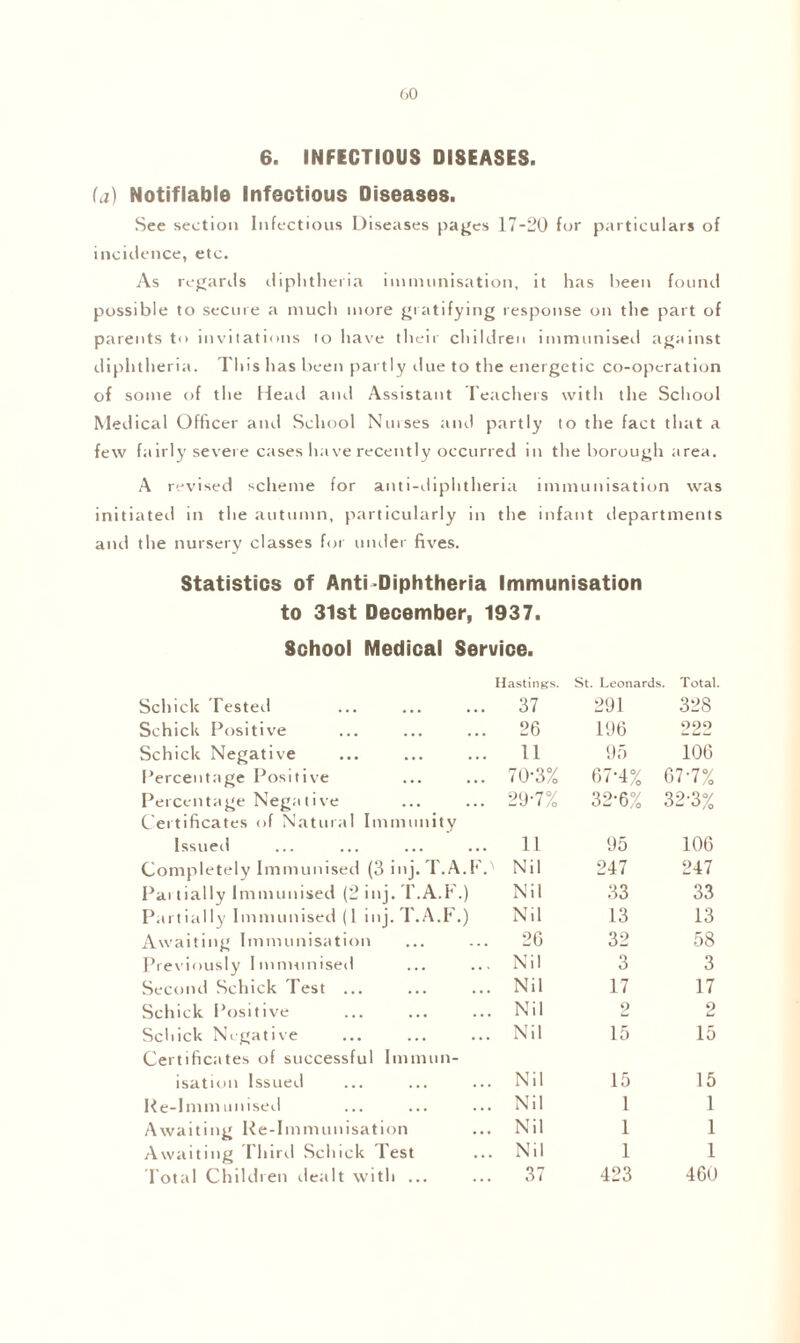 60
6. INFECTIOUS DISEASES.
(a) Notifiable Infectious Diseases.
See section Infectious Diseases pages 17-20 for particulars of
incidence, etc.
As regards diphtheria immunisation, it has been found
possible to secure a much more gratifying response on the part of
parents to invitations to have their children immunised against
diphtheria. This has been partly due to the energetic co-operation
of some of the Head and Assistant Teachers with the School
Medical Officer and School Nurses and partly to the fact that a
few fairly severe cases have recently occurred in the borough area.
A revised scheme for anti-diphtheria immunisation was
initiated in the autumn, particularly in the infant departments
and the nursery classes for under fives.
Statistics of Anti-Diphtheria Immunisation
to 31st December, 1937.
School Medical Service.
Hastings. St. Leonards. Total.
Schick Tested ... ... ... 37 291 328
Schick Positive ... ... ... 26 196 222
Schick Negative ... ... ... 11 95 106
Percentage Positive ... ... 70·3% 67·4% 67·7%
Percentage Negative ... ... 29·7% 32·6% 32·3%
Certificates of Natural Immunity
Issued ... ... ... ... 11 95 106
Completely Immunised (3 inj. T.A.F.) Nil 247 247
Partially Immunised (2 inj. T.A.F.) Nil 33 33
Partially Immunised (1 inj. T.A.F.) Nil 13 13
Awaiting Immunisation ... ... 26 32 58
Previously Immunised ... ... Nil 3 3
Second Schick Test ... ... ... Nil 17 17
Schick Positive ... ... ... Nil 2 2
Schick Negative ... ... ... Nil 15 15
Certificates of successful Immun-
isation Issued ... ... ... Nil 15 15
Re-Immunised ... ... ... Nil 1 1
Awaiting Re-Immunisation ... Nil 1 1
Awaiting Third Schick Test ... Nil 1 1
Total Children dealt with ... ... 37 423 460